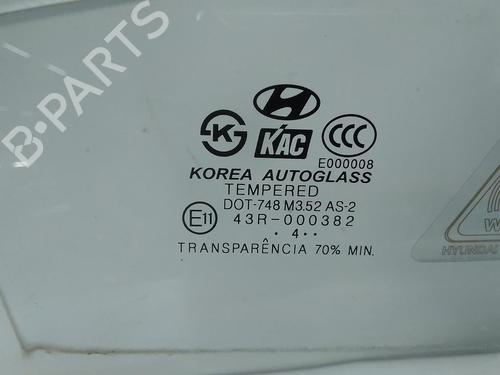 B-PARTS
K
KAC
CCC
E000008
KOREA AUTOGLASS
TEMPERED
DOT-748 M3.52 AS-2
E11
43R-000382
·4··
TRANSPARÊNCIA 70% MIN.
HYUNDAI